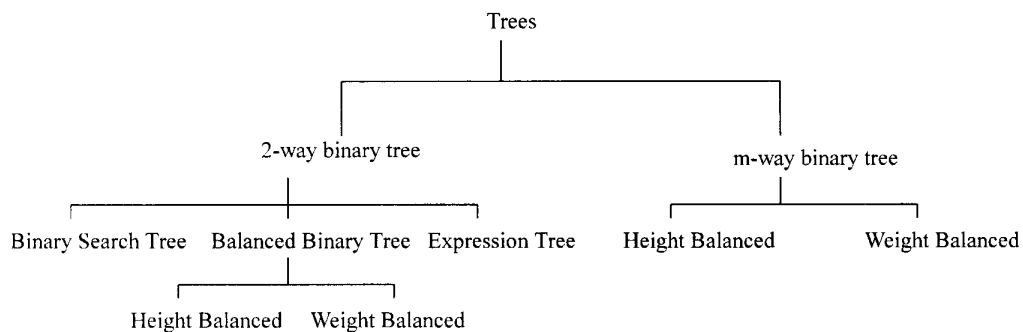 Trees
2-way binary tree
m-way binary tree
Binary Search Tree
Balanced Binary Tree
Expression Tree
Height Balanced
Weight Balanced
Height Balanced
Weight Balanced